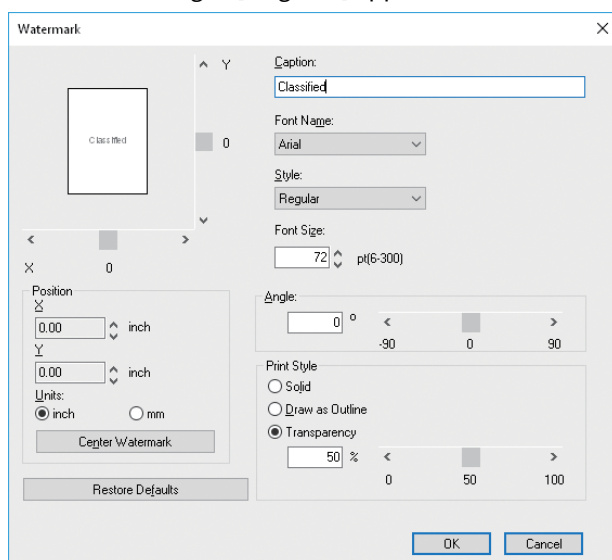 Watermark
Y
Classified
0
X 0
Position
X
0.00 inch
Y
0.00 inch
Units:
inch mm
Center Watermark
Restore Defaults
Caption:
Classified
Font Name:
Arial
Style:
Regular
Font Size:
72 pt(6-300)
Angle:
0 °
-90 0 90
Print Style
Solid
Draw as Outline
Transparency
50 %
0 50 100
OK Cancel